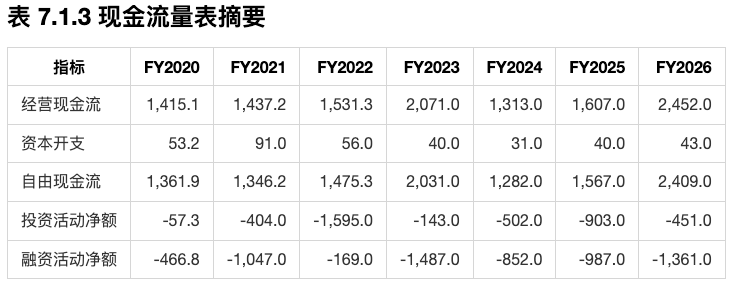 表 7.1.3 现金流量表摘要
指标 FY2020 FY2021 FY2022 FY2023 FY2024 FY2025 FY2026
经营现金流 1,415.1 1,437.2 1,531.3 2,071.0 1,313.0 1,607.0 2,452.0
资本开支 53.2 91.0 56.0 40.0 31.0 40.0 43.0
自由现金流 1,361.9 1,346.2 1,475.3 2,031.0 1,282.0 1,567.0 2,409.0
投资活动净额 -57.3 -404.0 -1,595.0 -143.0 -502.0 -903.0 -451.0
融资活动净额 -466.8 -1,047.0 -169.0 -1,487.0 -852.0 -987.0 -1,361.0